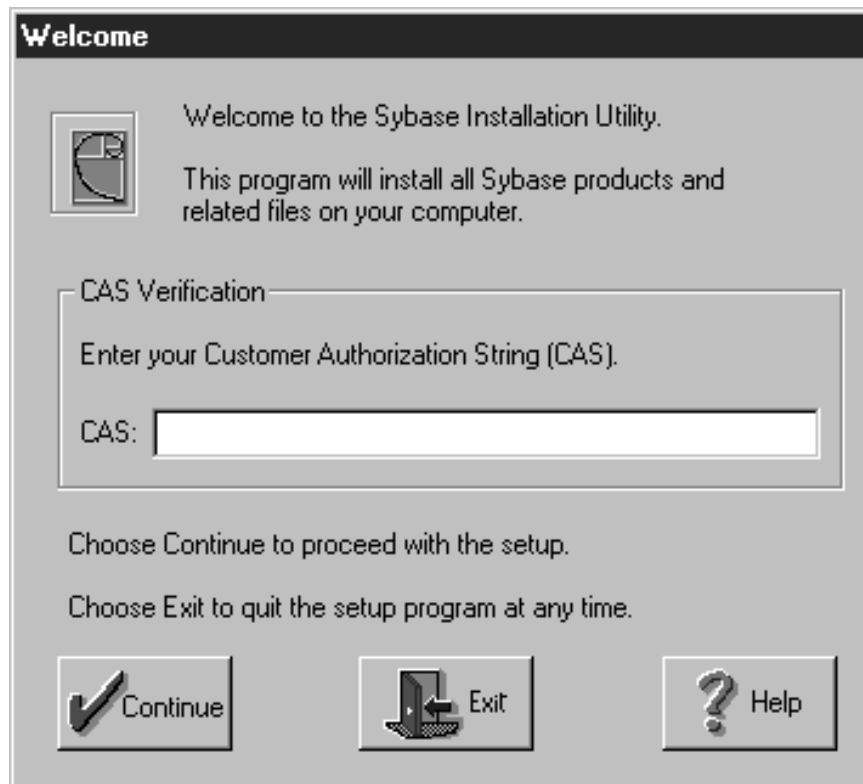 Welcome
Welcome to the Sybase Installation Utility.
This program will install all Sybase products and
related files on your computer.
CAS Verification
Enter your Customer Authorization String (CAS).
CAS:
Choose Continue to proceed with the setup.
Choose Exit to quit the setup program at any time.
Continue
Exit
Help